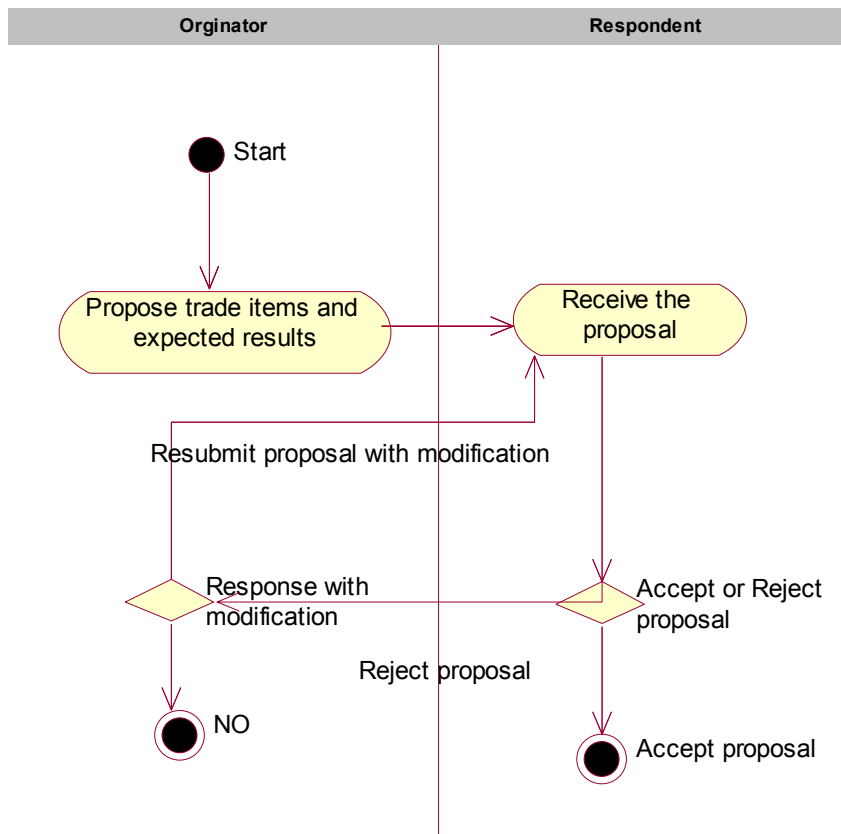 Orginator
Respondent
Start
Propose trade items and
expected results
Receive the
proposal
Resubmit proposal with modification
Response with
modification
Accept or Reject
proposal
Reject proposal
NO
Accept proposal